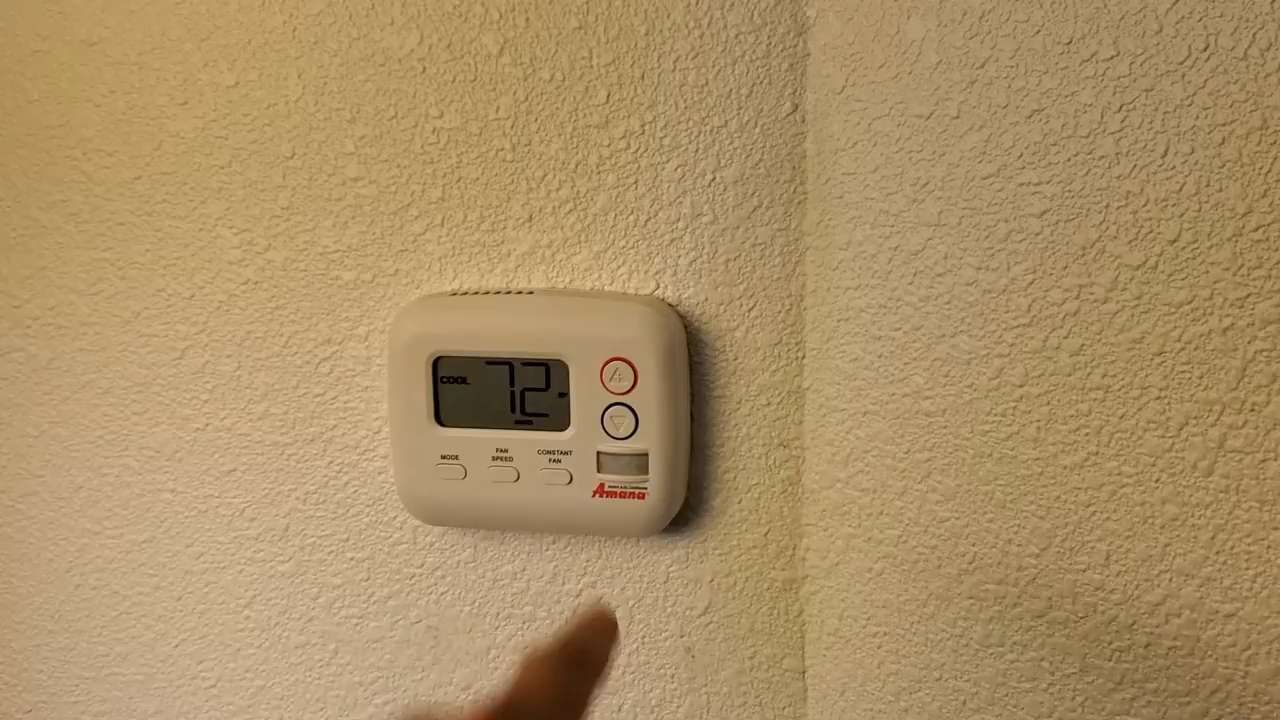 COOL 72
MODE
FAN
SPEED
CONSTANT
FAN
Amana